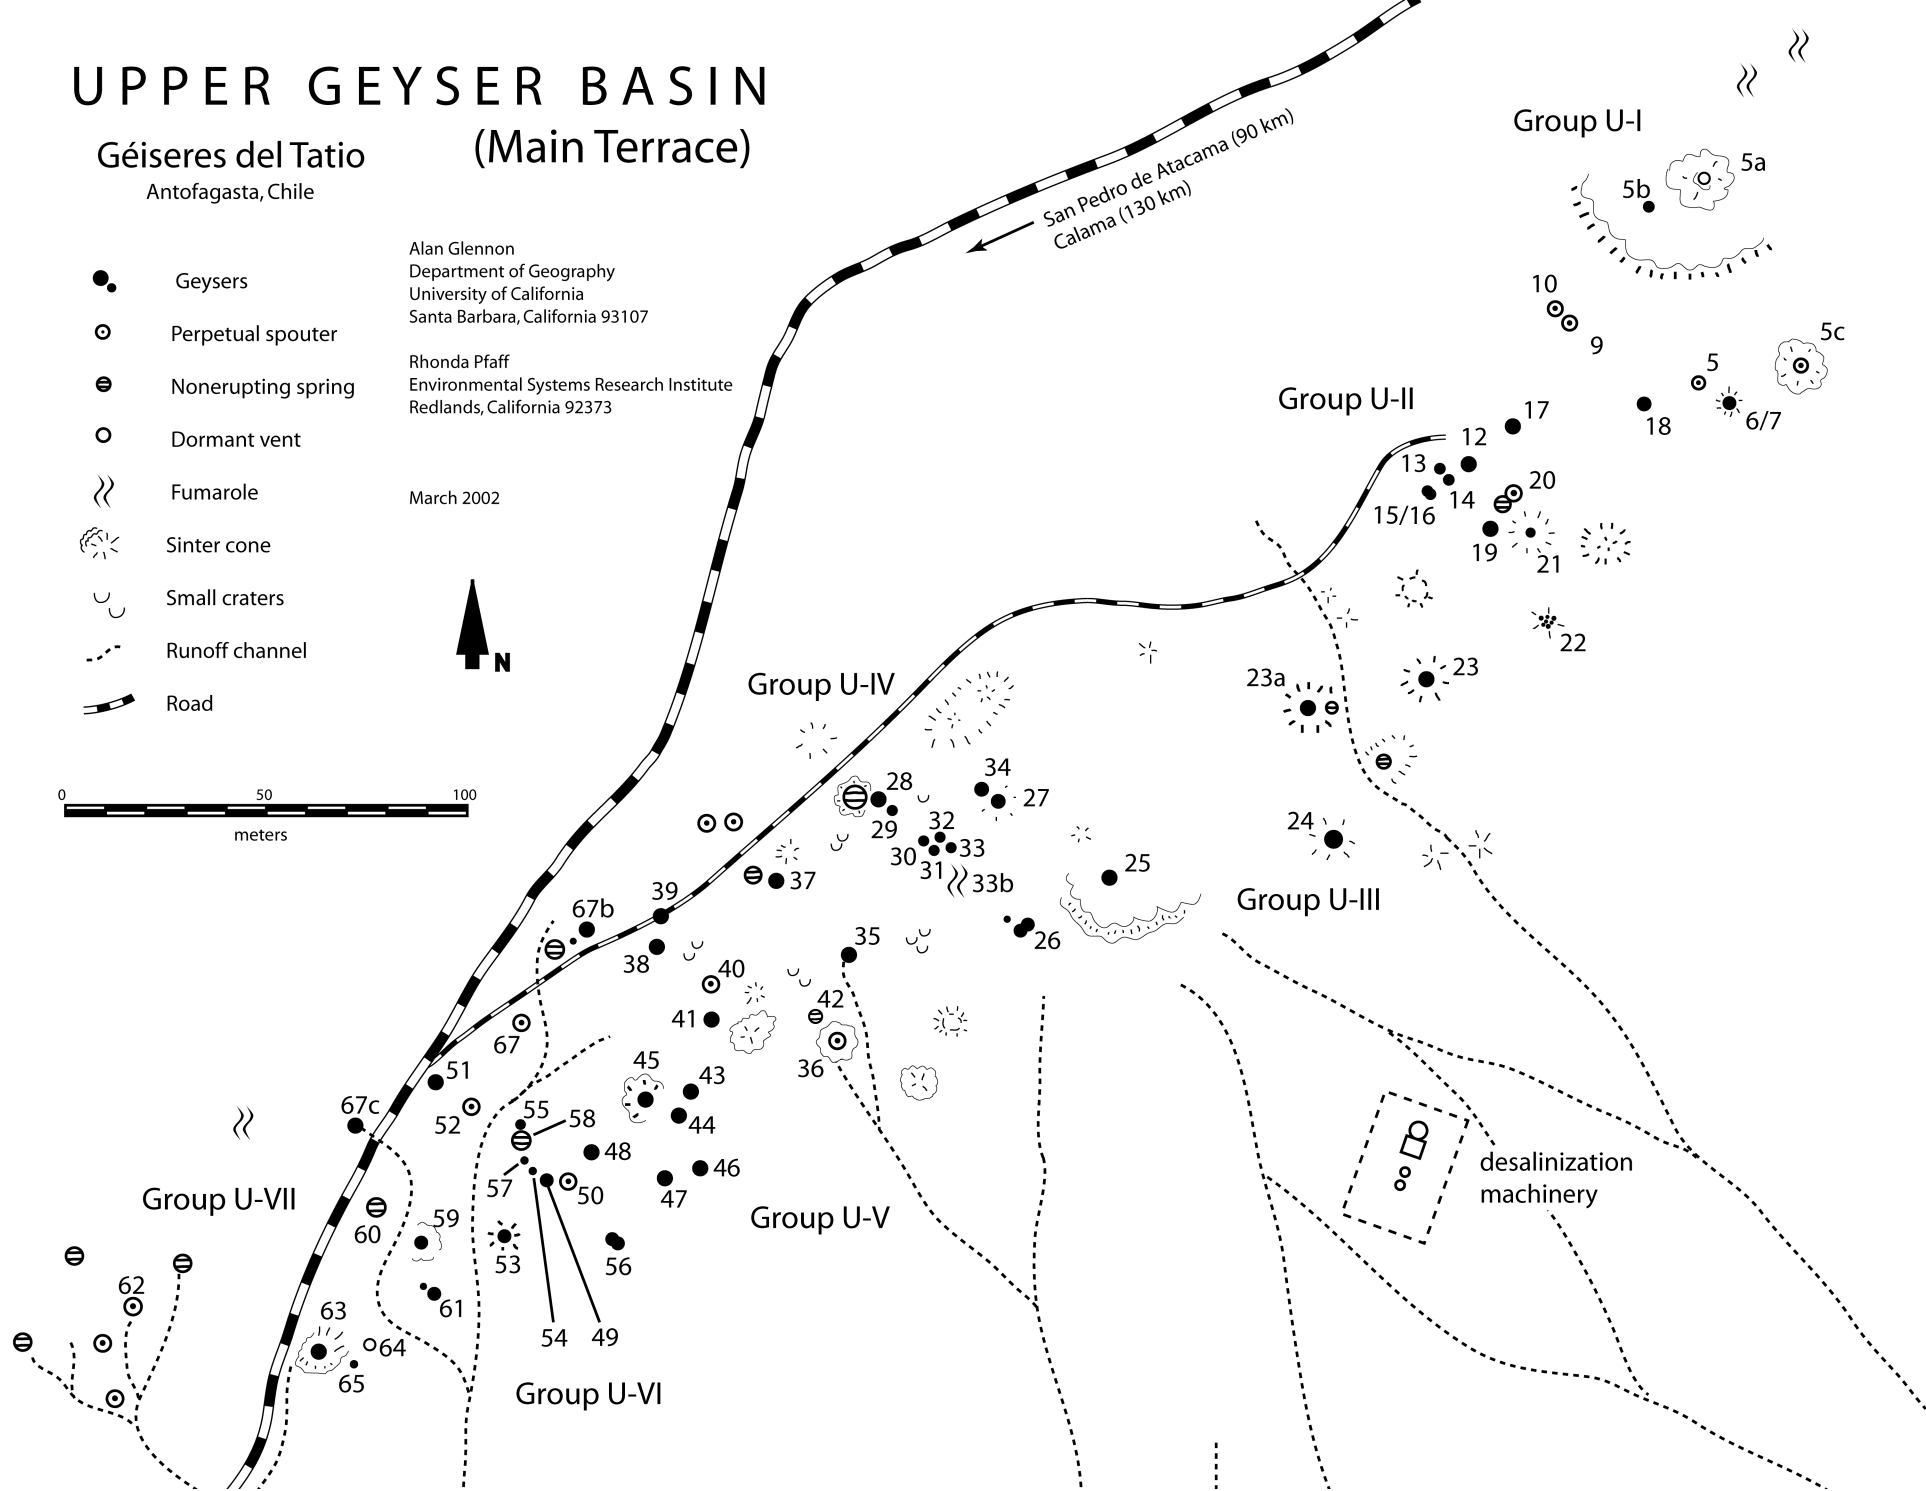 UPPER GEYSER BASIN
(Main Terrace)
Géiseres del Tatio
Antofagasta, Chile
Geysers
Perpetual spouter
Nonerupting spring
Dormant vent
Fumarole
Sinter cone
Small craters
Runoff channel
Road
Alan Glennon
Department of Geography
University of California
Santa Barbara, California 93107
Rhonda Pfaff
Environmental Systems Research Institute
Redlands, California 92373
March 2002
N
0 50 100
meters
San Pedro de Atacama (90 km)
Calama (130 km)
Group U-I
5a
5b
10
9
5c
5
6/7
18
Group U-II
17
12
13
14
15/16
20
19
21
22
23
23a
24
Group U-III
25
26
Group U-IV
28
29
34
27
32
30
31
33
33b
37
39
38
67b
35
40
41
42
36
67
51
52
67c
45
43
44
46
47
48
55
58
57
50
56
53
54
49
Group U-V
Group U-VI
Group U-VII
60
59
61
62
63
64
65
desalinization
machinery